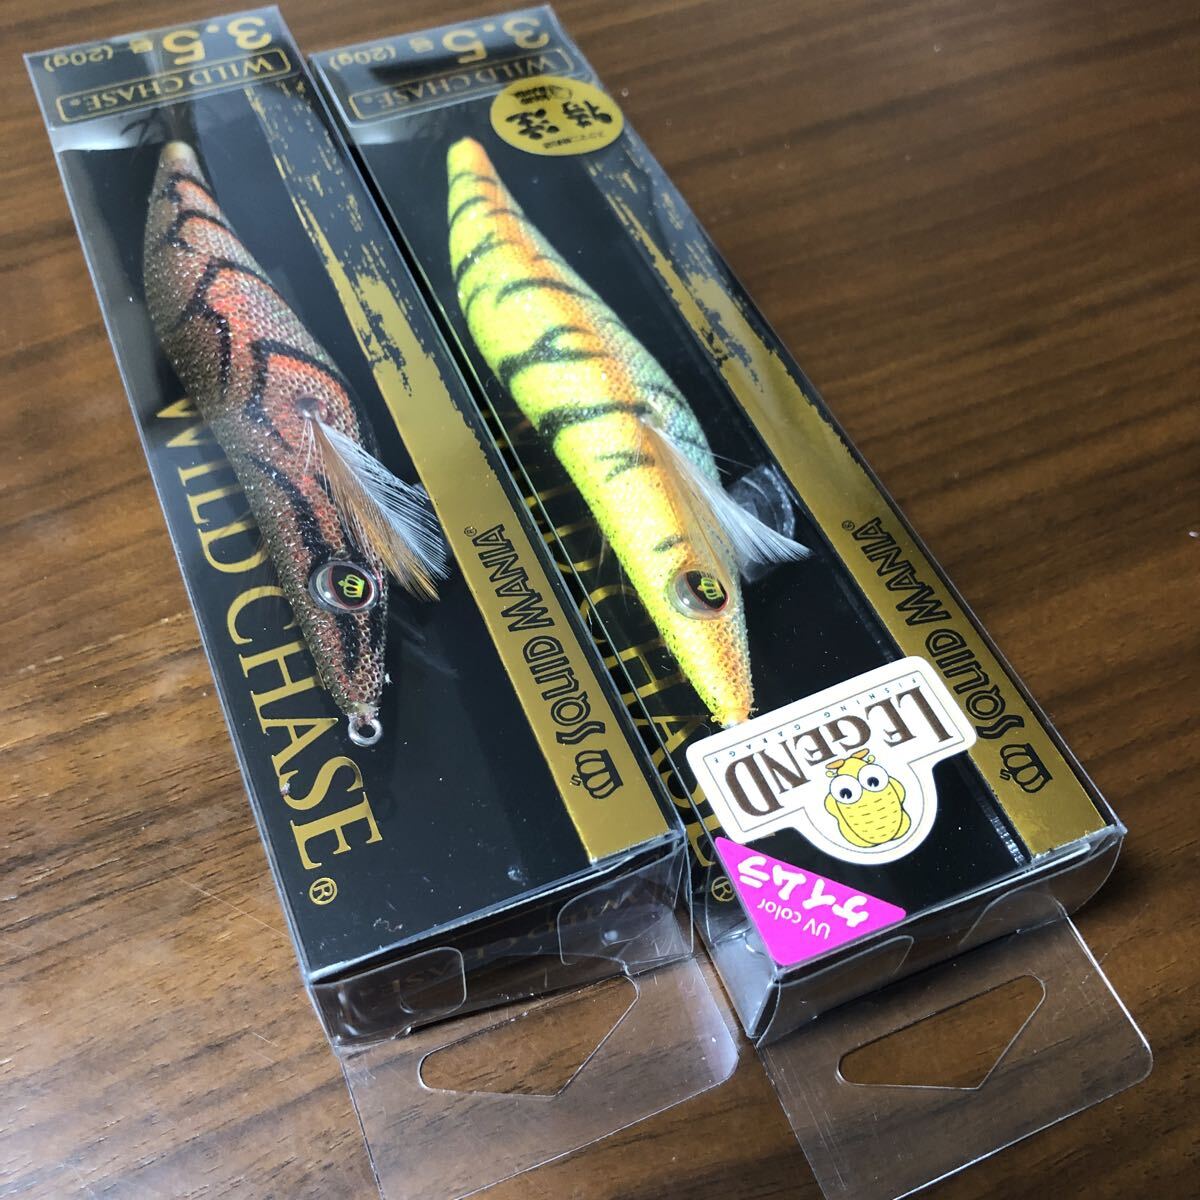 3.5号 (20g)
WILD CHASE®
WILD CHASE®
SQUID MANIA®
3.5号 (20g)
WILD CHASE®
WILD CHASE®
SQUID MANIA®
LEGEND
FISHING GARAGE
UV color
ケイムラ